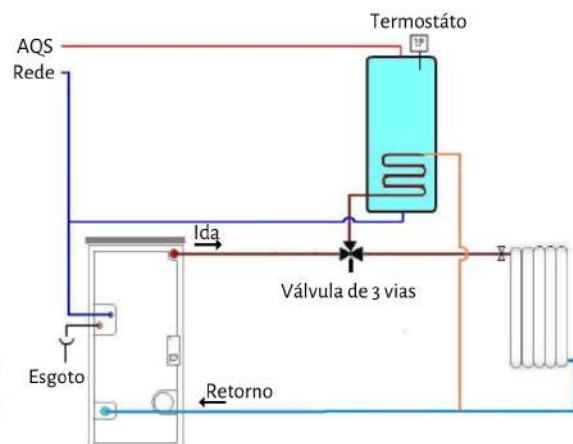 Termostáto
AQS
Rede
Ida
Válvula de 3 vias
Esgoto
Retorno